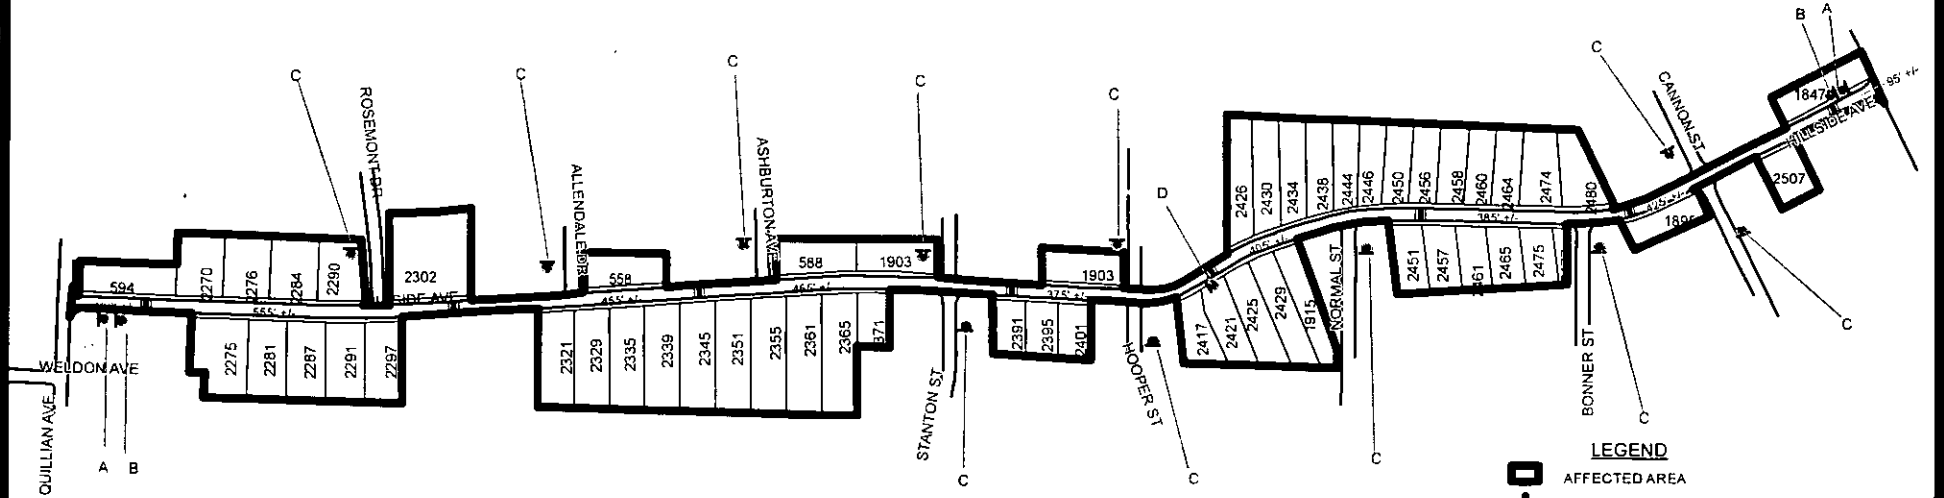 B
A
C
C
C
C
C
C
95' +/-
ROSEMONT DR
CANNON ST
1847
HILLSIDE AVE
ASHBURTON AVE
ALLENDALE DR
D
2426
2430
2434
2438
2444
2446
2450
2456
2458
2460
2464
2474
2480
2507
425' +/-
385' +/-
405' +/-
594
2270
2276
2284
2290
2302
558
588
1903
1903
555' +/-
455' +/-
465' +/-
375' +/-
2275
2281
2287
2291
2297
2321
2329
2335
2339
2345
2351
2355
2361
2365
2391
2395
2401
2417
2421
2425
2429
1915
NORMAL ST
2451
2457
2461
2465
2475
WELDON AVE
QUILLIAN AVE
STANTON ST
HOOPER ST
BONNER ST
A
B
C
C
C
C
C
LEGEND
AFFECTED AREA